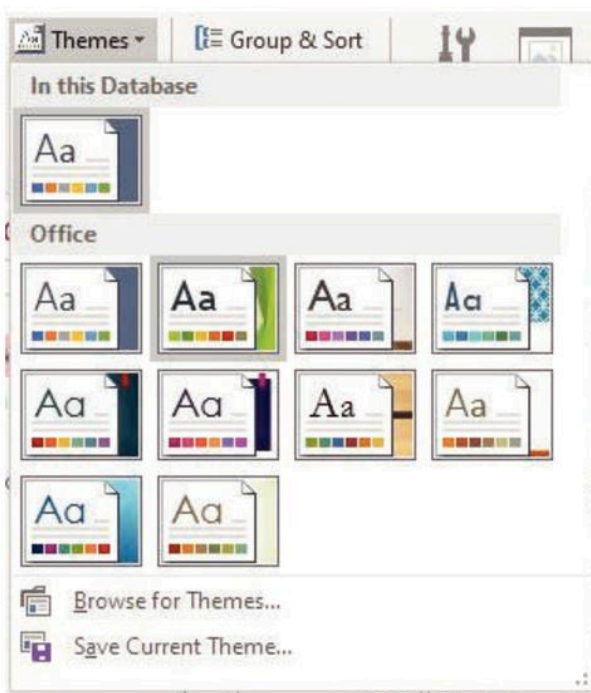 Themes
Group & Sort
In this Database
Aa
Office
Aa Aa Aa Aa
Aa Aa Aa Aa
Aa Aa
Browse for Themes...
Save Current Theme...